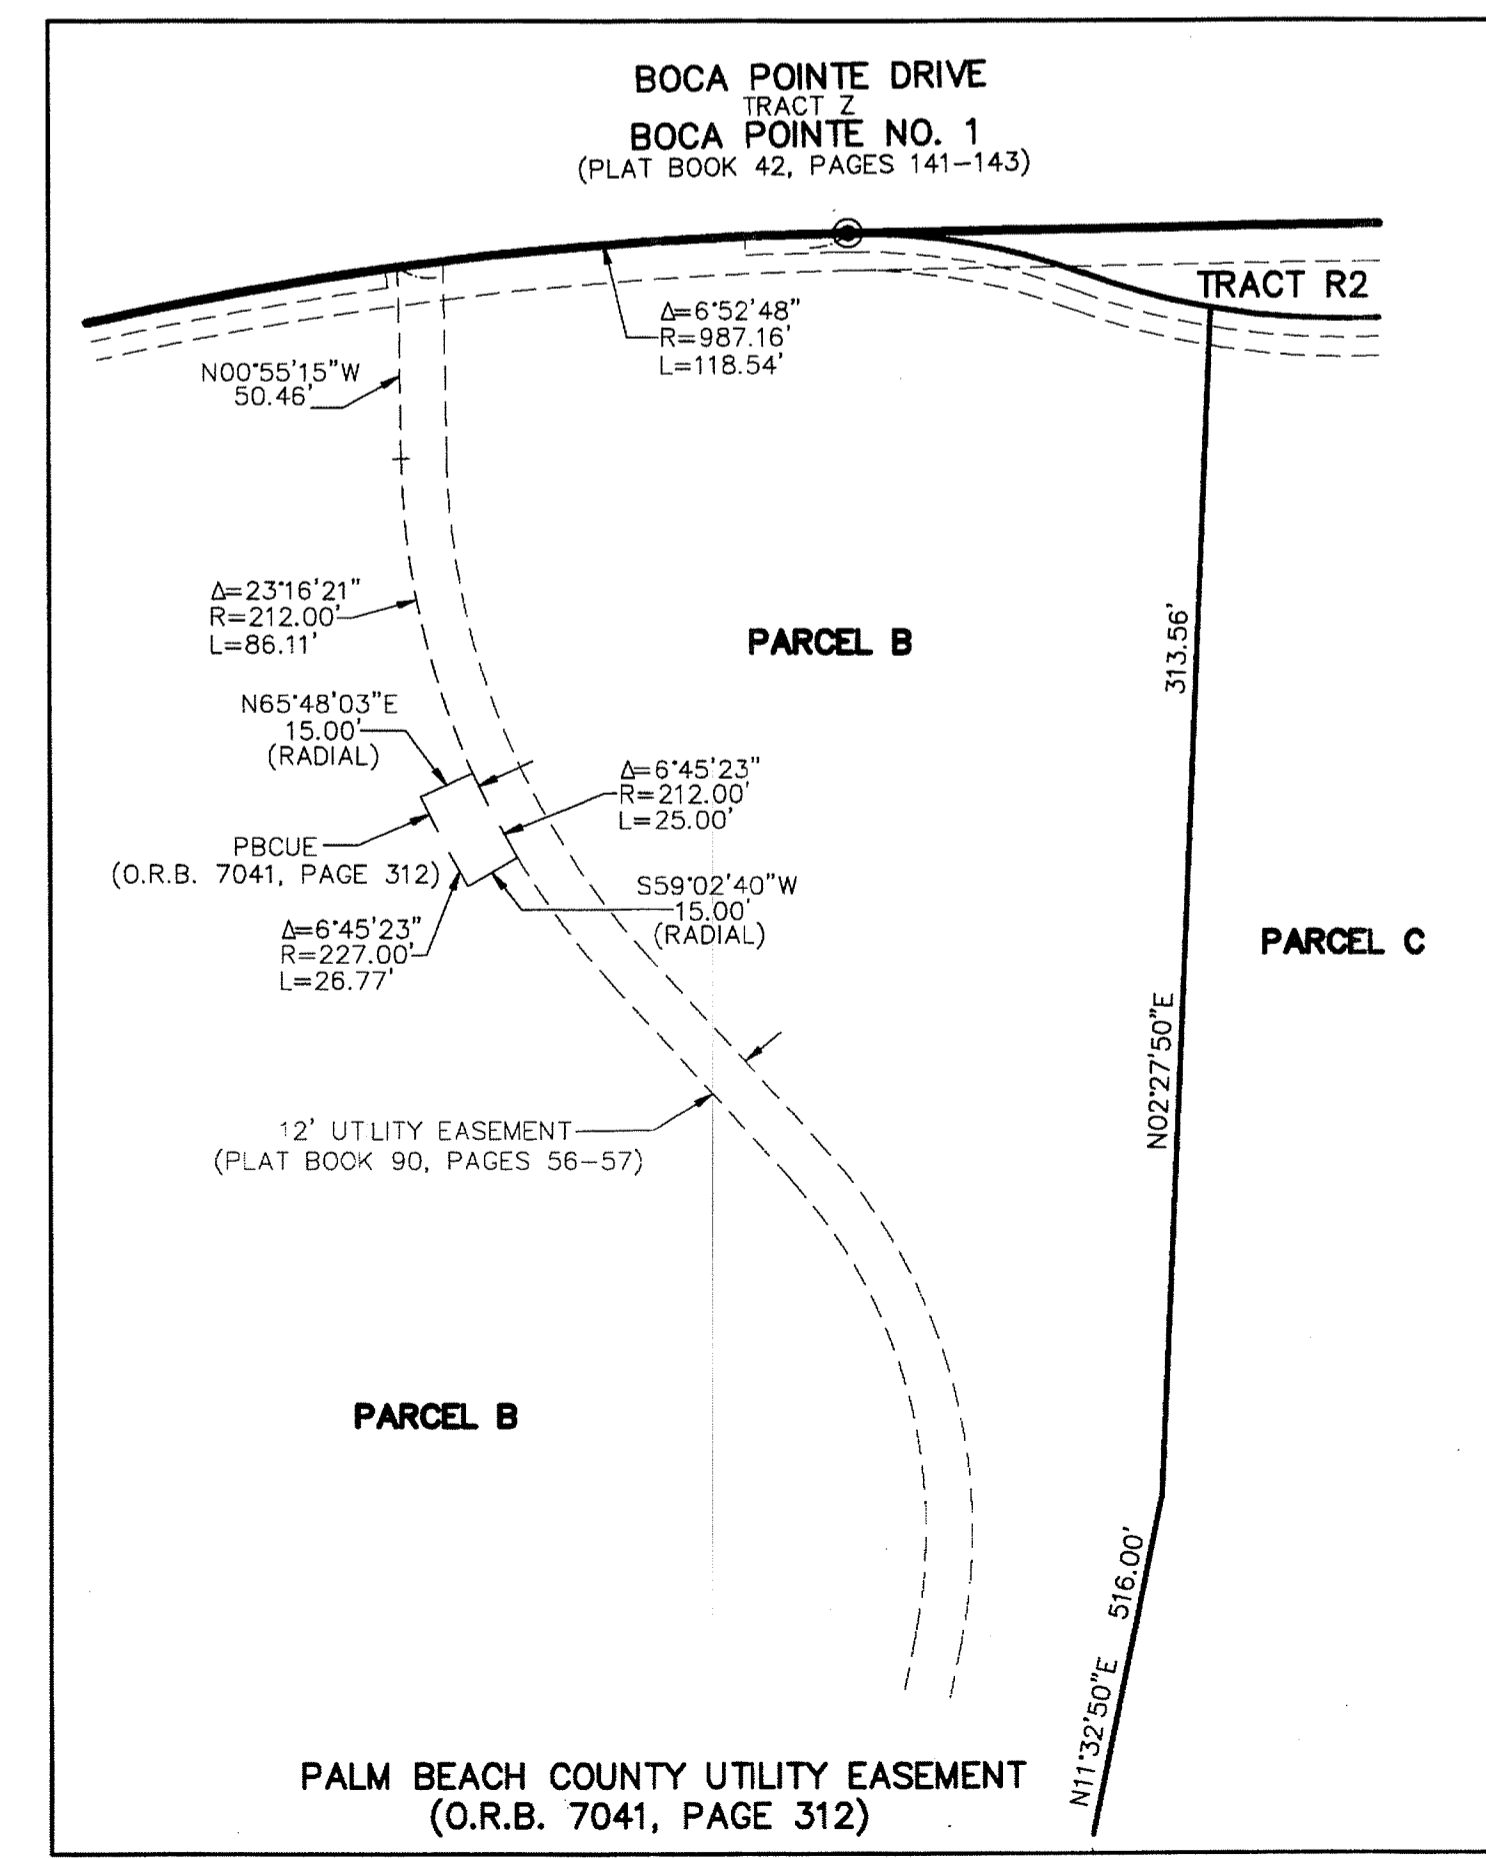 BOCA POINTE DRIVE
TRACT Z
BOCA POINTE NO. 1
(PLAT BOOK 42, PAGES 141-143)
TRACT R2
Δ=6°52'48"
R=987.16'
L=118.54'
N00°55'15"W
50.46'
Δ=23°16'21"
R=212.00'
L=86.11'
PARCEL B
313.56'
N65°48'03"E
15.00'
(RADIAL)
Δ=6°45'23"
R=212.00'
L=25.00'
PBCUE
(O.R.B. 7041, PAGE 312)
S59°02'40"W
15.00'
(RADIAL)
Δ=6°45'23"
R=227.00'
L=26.77'
PARCEL C
N02°27'50"E
12' UTLITY EASEMENT
(PLAT BOOK 90, PAGES 56-57)
PARCEL B
516.00'
N11°32'50"E
PALM BEACH COUNTY UTILITY EASEMENT
(O.R.B. 7041, PAGE 312)